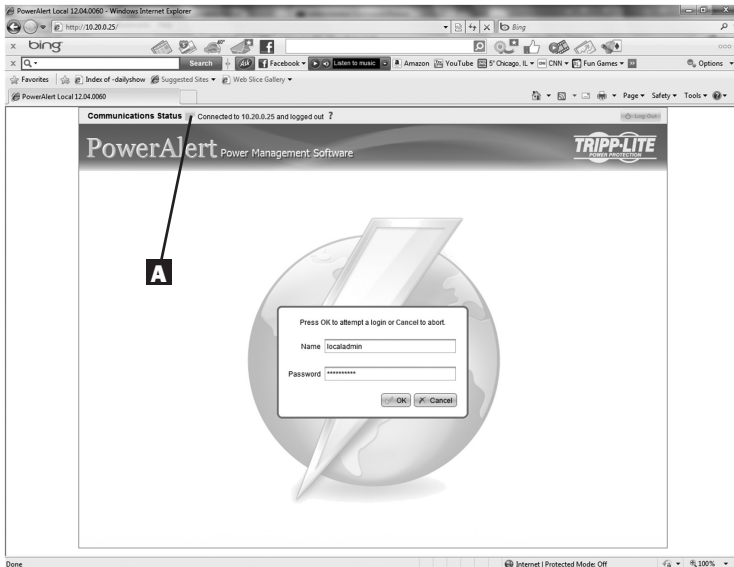 PowerAlert Local 12.04.0060 - Windows Internet Explorer
http://10.20.0.25/
Bing
x bing
x Q Search Ask Facebook Listen to music Amazon YouTube 5° Chicago, IL CNN Fun Games Options
Favorites Index of -dailyshow Suggested Sites Web Slice Gallery
PowerAlert Local 12.04.0060 Page Safety Tools
Communications Status Connected to 10.20.0.25 and logged out ? Log Out
PowerAlert Power Management Software
TRIPP·LITE
POWER PROTECTION
A
Press OK to attempt a login or Cancel to abort.
Name localadmin
Password **********
OK Cancel
Done Internet | Protected Mode: Off 100%